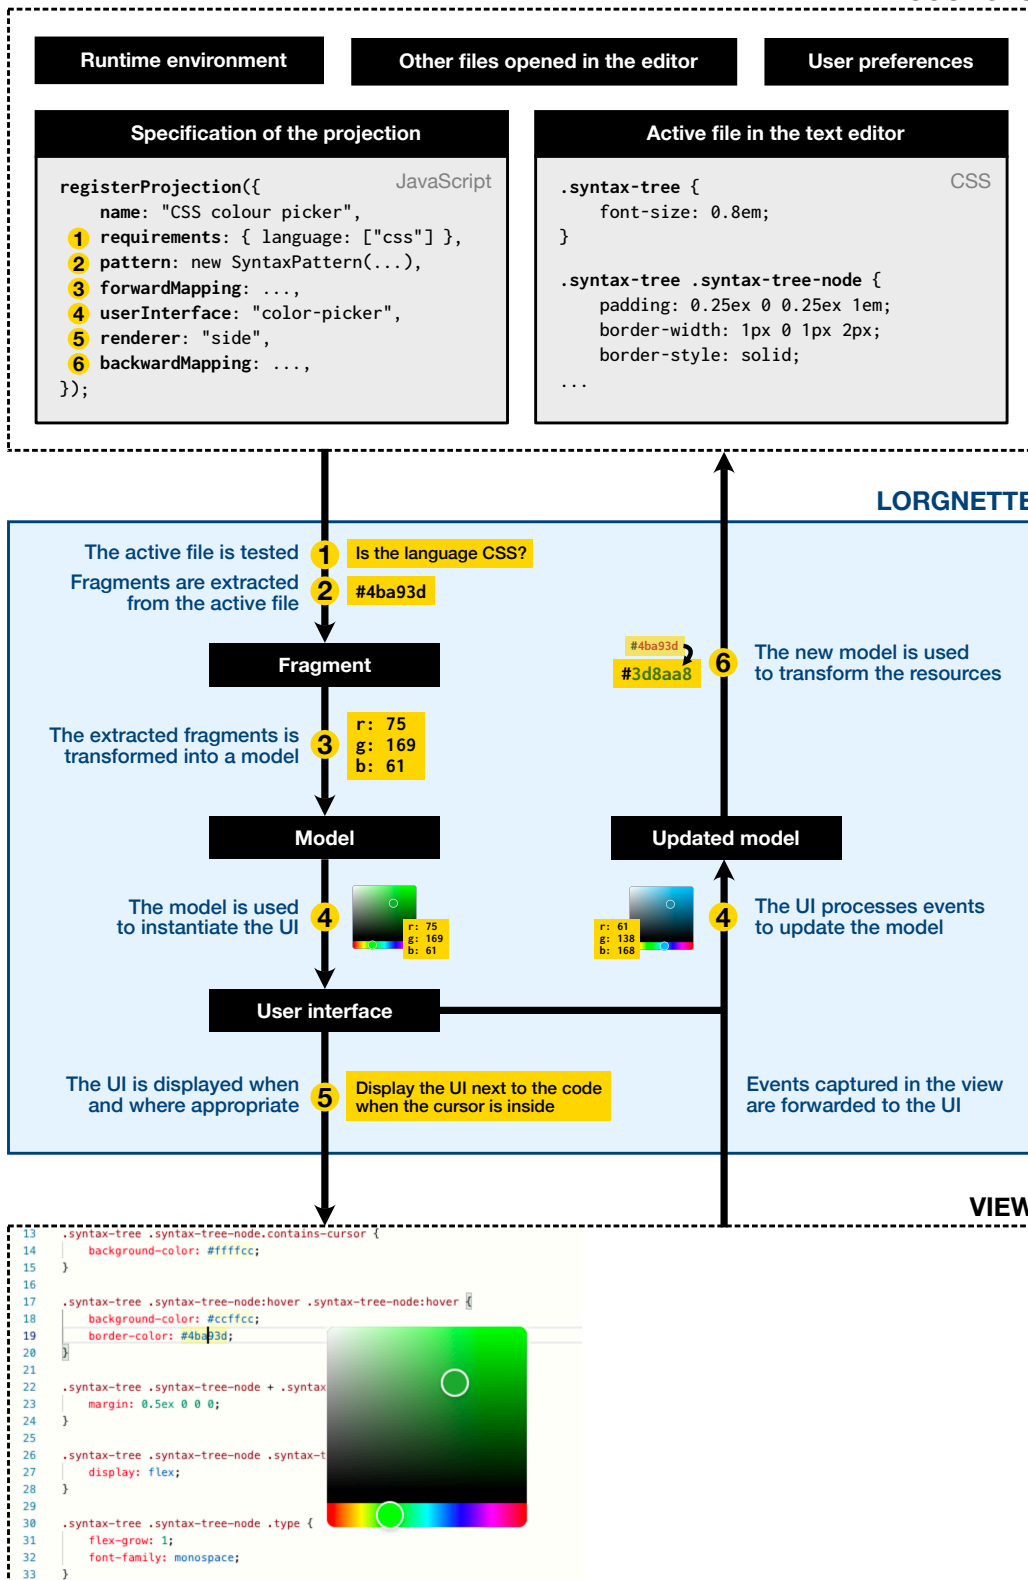 Runtime environment
Other files opened in the editor
User preferences
Specification of the projection
JavaScript
registerProjection({
name: "CSS colour picker",
1 requirements: { language: ["css"] },
2 pattern: new SyntaxPattern(...),
3 forwardMapping: ...,
4 userInterface: "color-picker",
5 renderer: "side",
6 backwardMapping: ...,
});
Active file in the text editor
CSS
.syntax-tree {
font-size: 0.8em;
}
.syntax-tree .syntax-tree-node {
padding: 0.25ex 0 0.25ex 1em;
border-width: 1px 0 1px 2px;
border-style: solid;
...
LORGNETTE
The active file is tested
1
Is the language CSS?
Fragments are extracted
from the active file
2
#4ba93d
Fragment
The extracted fragments is
transformed into a model
3
r: 75
g: 169
b: 61
Model
The model is used
to instantiate the UI
4
r: 75
g: 169
b: 61
User interface
The UI is displayed when
and where appropriate
5
Display the UI next to the code
when the cursor is inside
#4ba93d
#3d8aa8
6
The new model is used
to transform the resources
Updated model
r: 61
g: 138
b: 168
4
The UI processes events
to update the model
Events captured in the view
are forwarded to the UI
VIEW
13 .syntax-tree .syntax-tree-node.contains-cursor {
14 background-color: #ffffcc;
15 }
16
17 .syntax-tree .syntax-tree-node:hover .syntax-tree-node:hover {
18 background-color: #ccffcc;
19 border-color: #4ba93d;
20 }
21
22 .syntax-tree .syntax-tree-node + .syntax
23 margin: 0.5ex 0 0 0;
24 }
25
26 .syntax-tree .syntax-tree-node .syntax-t
27 display: flex;
28 }
29
30 .syntax-tree .syntax-tree-node .type {
31 flex-grow: 1;
32 font-family: monospace;
33 }